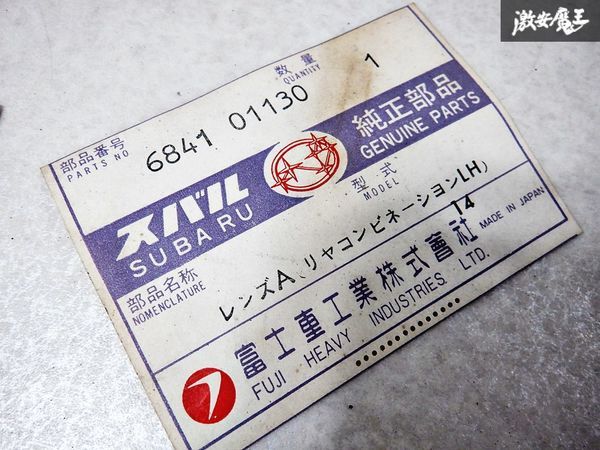 激安魔王
部品番号
PARTS NO
6841 01130
数量
QUANTITY
1
スバル
SUBARU
純正部品
GENUINE PARTS
型式
MODEL
部品名称
NOMENCLATURE
レンズA(リヤコンビネーションLH)
14
富士重工業株式會社
MADE IN JAPAN
FUJI HEAVY INDUSTRIES. LTD.